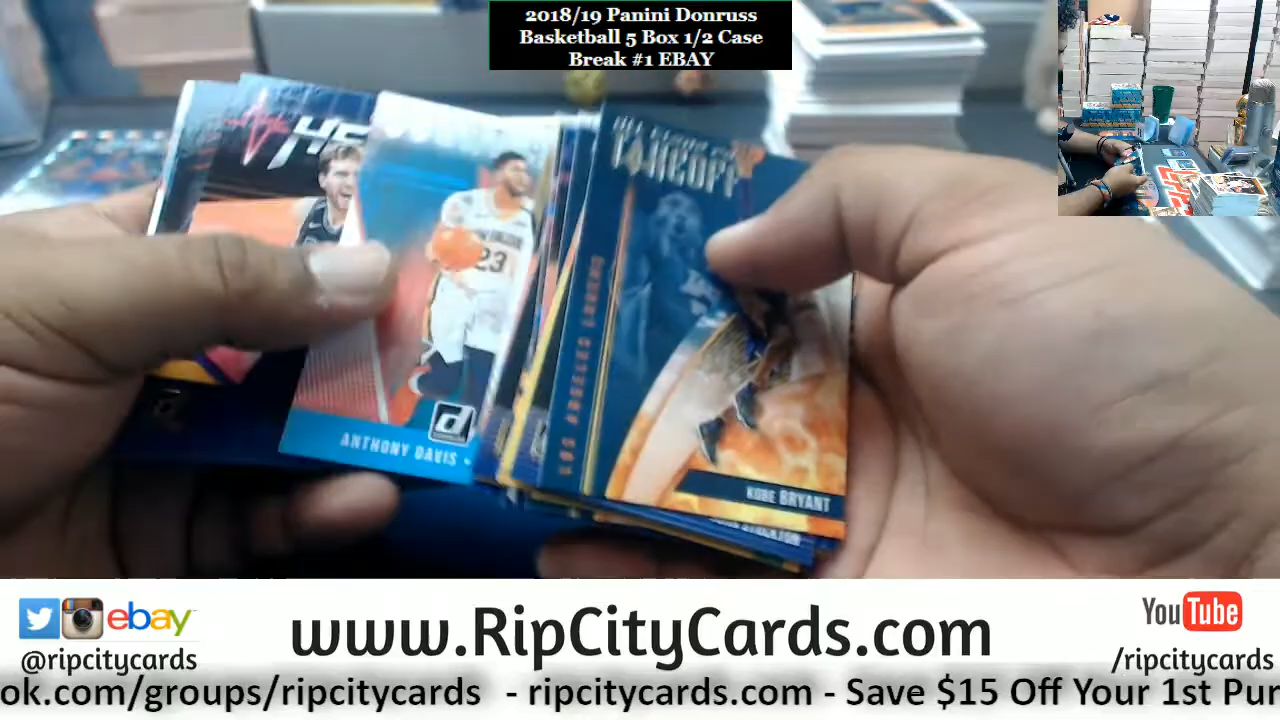 2018/19 Panini Donruss
Basketball 5 Box 1/2 Case
Break #1 EBAY
23
ANTHONY DAVIS
LOS ANGELES LAKERS
KOBE BRYANT
ebay
@ripcitycards
www.RipCityCards.com
YouTube
/ripcitycards
ok.com/groups/ripcitycards - ripcitycards.com - Save $15 Off Your 1st Pur